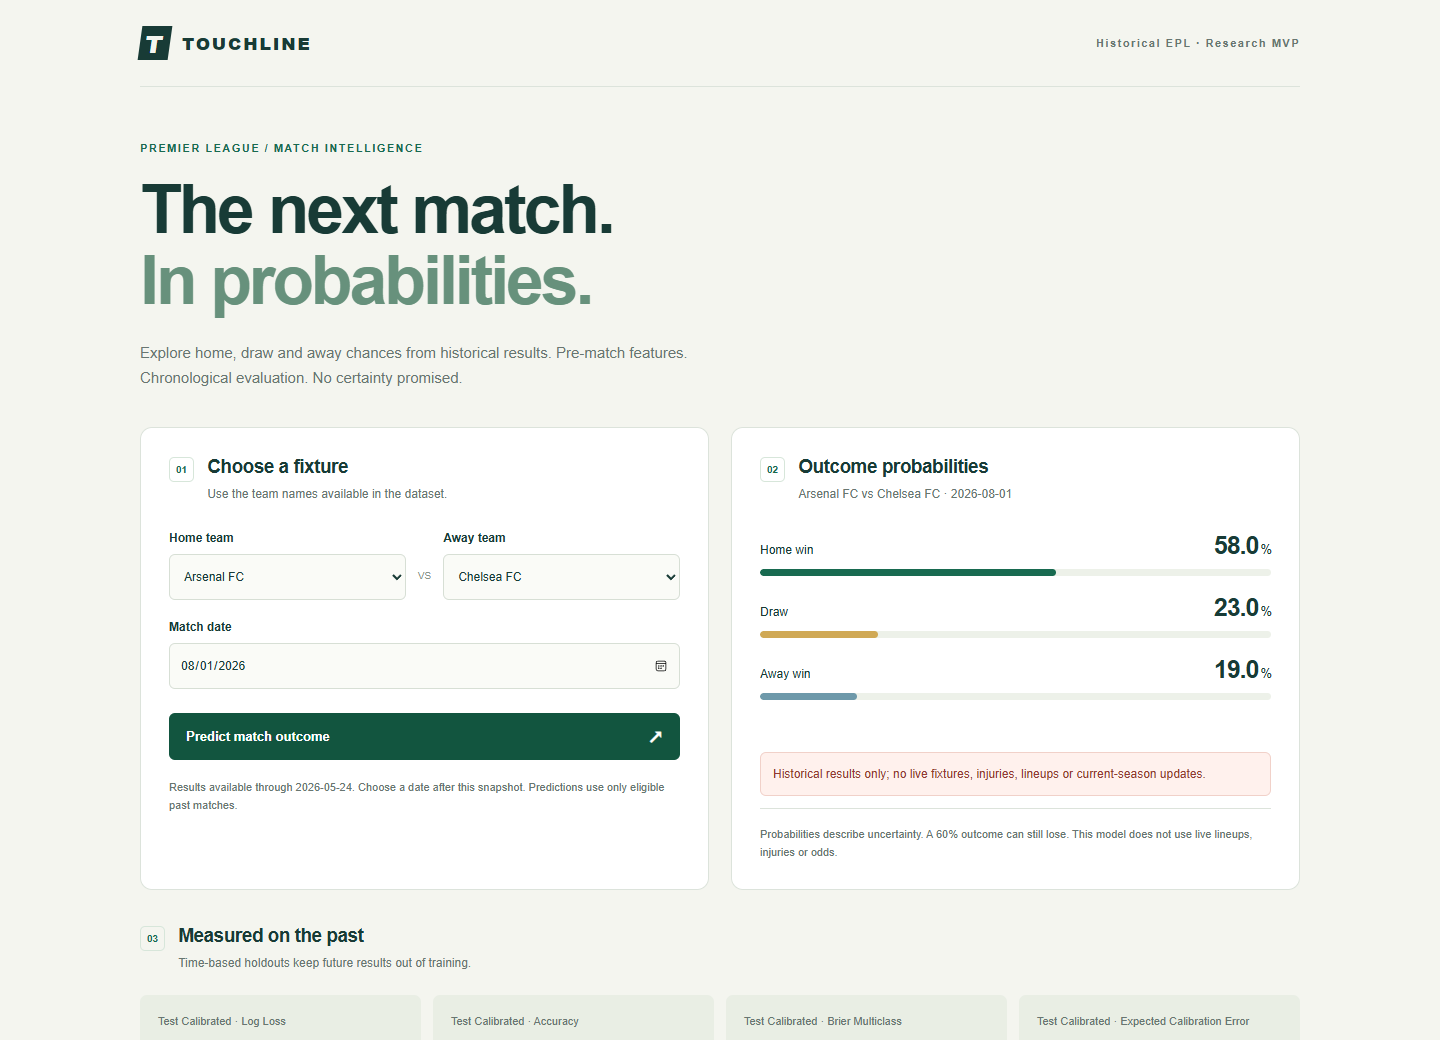 T TOUCHLINE
Historical EPL · Research MVP
PREMIER LEAGUE / MATCH INTELLIGENCE
The next match.
In probabilities.
Explore home, draw and away chances from historical results. Pre-match features.
Chronological evaluation. No certainty promised.
01 Choose a fixture
Use the team names available in the dataset.
Home team
Arsenal FC
VS
Away team
Chelsea FC
Match date
08/01/2026
Predict match outcome ↗
Results available through 2026-05-24. Choose a date after this snapshot. Predictions use only eligible
past matches.
02 Outcome probabilities
Arsenal FC vs Chelsea FC · 2026-08-01
Home win 58.0%
Draw 23.0%
Away win 19.0%
Historical results only; no live fixtures, injuries, lineups or current-season updates.
Probabilities describe uncertainty. A 60% outcome can still lose. This model does not use live lineups,
injuries or odds.
03 Measured on the past
Time-based holdouts keep future results out of training.
Test Calibrated · Log Loss
Test Calibrated · Accuracy
Test Calibrated · Brier Multiclass
Test Calibrated · Expected Calibration Error